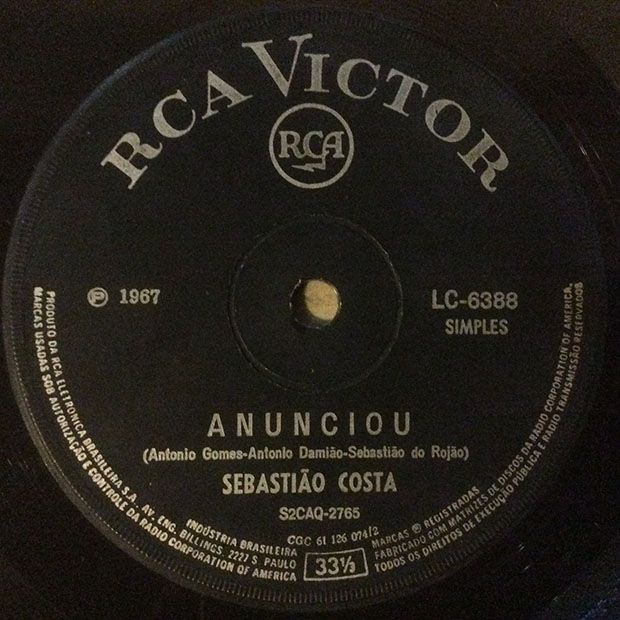 RCA VICTOR
RCA
℗ 1967
LC-6388
SIMPLES
ANUNCIOU
(Antonio Gomes-Antonio Damião-Sebastião do Rojão)
SEBASTIÃO COSTA
S2CAQ-2765
PRODUTO DA RCA ELETRÔNICA BRASILEIRA S.A. AV. ENG. BILLINGS, 2227 S. PAULO
MARCAS USADAS SOB AUTORIZAÇÃO E CONTROLE DA RADIO CORPORATION OF AMERICA
INDÚSTRIA BRASILEIRA
CGC 61 126 074/2
33⅓
MARCAS ® REGISTRADAS
FABRICADO COM MATRIZES DE DISCOS DA RADIO CORPORATION OF AMERICA.
TODOS OS DIREITOS DE EXECUÇÃO PÚBLICA E RADIO TRANSMISSÃO RESERVADOS